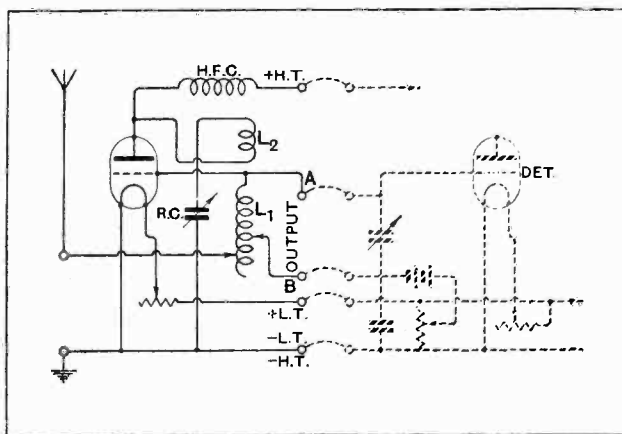 H.F.C.
+H.T.
L2
A
DET.
R.C.
L1
OUTPUT
B
+L.T.
-L.T.
-H.T.